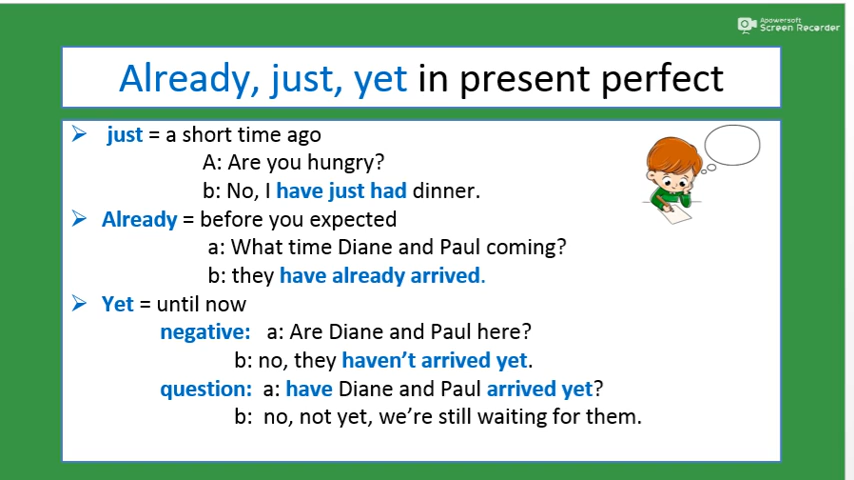 Apowersoft
Screen Recorder
Already, just, yet in present perfect
just = a short time ago
A: Are you hungry?
b: No, I have just had dinner.
Already = before you expected
a: What time Diane and Paul coming?
b: they have already arrived.
Yet = until now
negative: a: Are Diane and Paul here?
b: no, they haven't arrived yet.
question: a: have Diane and Paul arrived yet?
b: no, not yet, we're still waiting for them.